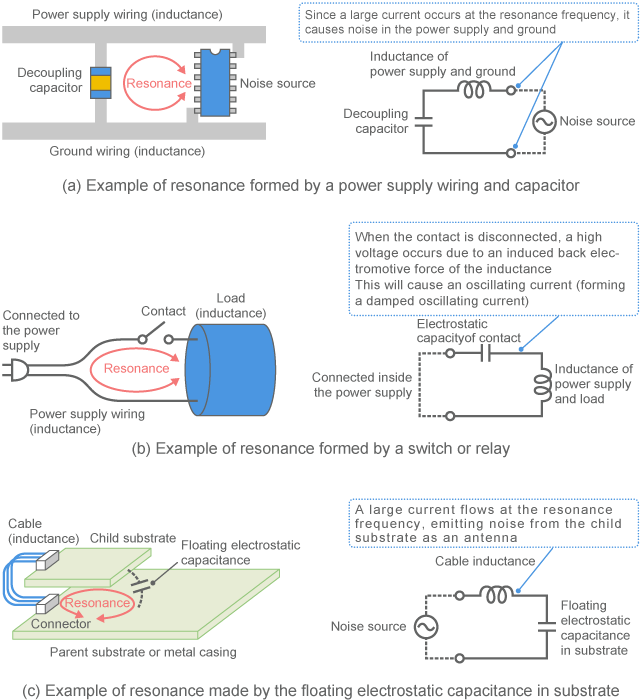 Power supply wiring (inductance)
Decoupling
capacitor
Resonance
Noise source
Ground wiring (inductance)
Since a large current occurs at the resonance frequency, it
causes noise in the power supply and ground
Inductance of
power supply and ground
Decoupling
capacitor
Noise source
(a) Example of resonance formed by a power supply wiring and capacitor
Connected to
the power
supply
Contact
Load
(inductance)
Resonance
Power supply wiring
(inductance)
When the contact is disconnected, a high
voltage occurs due to an induced back elec-
tromotive force of the inductance
This will cause an oscillating current (forming
a damped oscillating current)
Electrostatic
capacityof contact
Connected inside
the power supply
Inductance of
power supply
and load
(b) Example of resonance formed by a switch or relay
Cable
(inductance)
Child substrate
Floating electrostatic
capacitance
Resonance
Connector
Parent substrate or metal casing
A large current flows at the resonance
frequency, emitting noise from the child
substrate as an antenna
Cable inductance
Noise source
Floating
electrostatic
capacitance
in substrate
(c) Example of resonance made by the floating electrostatic capacitance in substrate